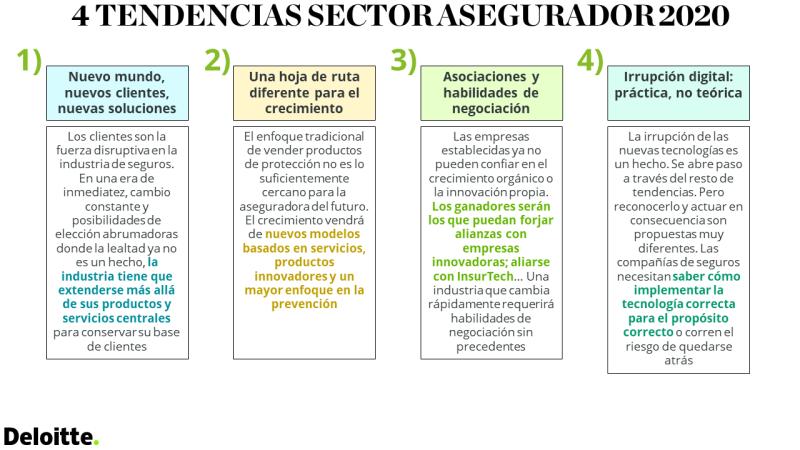 4 TENDENCIAS SECTOR ASEGURADOR 2020
1)
Nuevo mundo,
nuevos clientes,
nuevas soluciones
Los clientes son la
fuerza disruptiva en la
industria de seguros.
En una era de
inmediatez, cambio
constante y
posibilidades de
elección abrumadoras
donde la lealtad ya no
es un hecho, la
industria tiene que
extenderse más allá
de sus productos y
servicios centrales
para conservar su base
de clientes
2)
Una hoja de ruta
diferente para el
crecimiento
El enfoque tradicional
de vender productos
de protección no es lo
suficientemente
cercano para la
aseguradora del futuro.
El crecimiento vendrá
de nuevos modelos
basados en servicios,
productos
innovadores y un
mayor enfoque en la
prevención
3)
Asociaciones y
habilidades de
negociación
Las empresas
establecidas ya no
pueden confiar en el
crecimiento orgánico o
la innovación propia.
Los ganadores serán
los que puedan forjar
alianzas con
empresas
innovadoras; aliarse
con InsurTech... Una
industria que cambia
rápidamente requerirá
habilidades de
negociación sin
precedentes
4)
Irrupción digital:
práctica, no teórica
La irrupción de las
nuevas tecnologías es
un hecho. Se abre paso
a través del resto de
tendencias. Pero
reconocerlo y actuar en
consecuencia son
propuestas muy
diferentes. Las
compañías de seguros
necesitan saber cómo
implementar la
tecnología correcta
para el propósito
correcto o corren el
riesgo de quedarse
atrás
Deloitte.